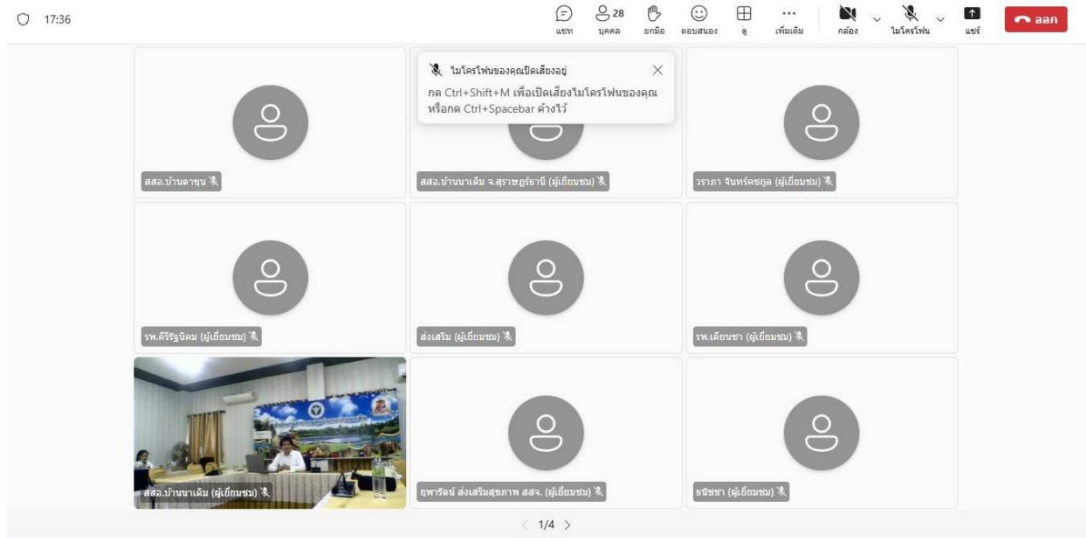 17:36
แชท
28
บุคคล
ยกมือ
ตอบสนอง
ดู
เพิ่มเติม
กล้อง
ไมโครโฟน
แชร์
ออก
ไมโครโฟนของคุณปิดเสียงอยู่
กด Ctrl+Shift+M เพื่อเปิดเสียงไมโครโฟนของคุณ
หรือกด Ctrl+Spacebar ค้างไว้
สสอ.บ้านตาขุน
สสอ.บ้านนาเดิม จ.สุราษฎร์ธานี (ผู้เยี่ยมชม)
วราภา จันทร์คชกูล (ผู้เยี่ยมชม)
รพ.คีรีรัฐนิคม (ผู้เยี่ยมชม)
ส่งเสริม (ผู้เยี่ยมชม)
รพ.เคียนซา (ผู้เยี่ยมชม)
สสอ.บ้านนาเดิม (ผู้เยี่ยมชม)
ยุพารัตน์ ส่งเสริมสุขภาพ สสจ. (ผู้เยี่ยมชม)
ธนัชชา (ผู้เยี่ยมชม)
1/4